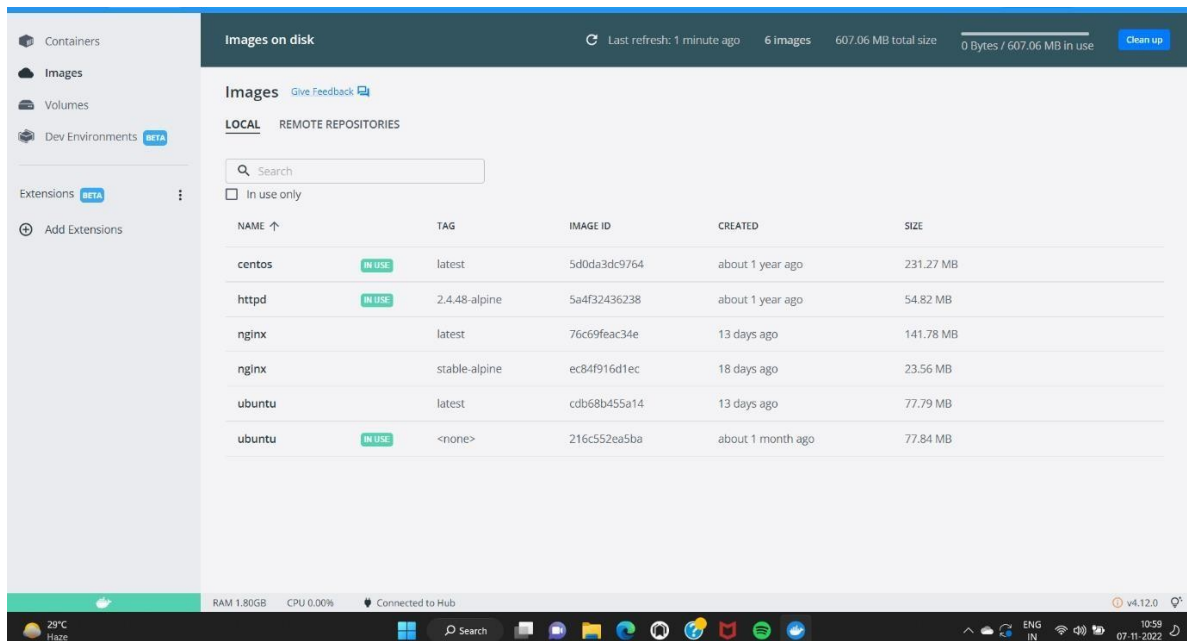 Containers
Images
Volumes
Dev Environments BETA
Extensions BETA
Add Extensions
Images on disk
Last refresh: 1 minute ago
6 images
607.06 MB total size
0 Bytes / 607.06 MB in use
Clean up
Images Give Feedback
LOCAL REMOTE REPOSITORIES
Search
In use only
NAME TAG IMAGE ID CREATED SIZE
centos IN USE latest 5d0da3dc9764 about 1 year ago 231.27 MB
httpd IN USE 2.4.48-alpine 5a4f32436238 about 1 year ago 54.82 MB
nginx latest 76c69feac34e 13 days ago 141.78 MB
nginx stable-alpine ec84f916d1ec 18 days ago 23.56 MB
ubuntu latest cdb68b455a14 13 days ago 77.79 MB
ubuntu IN USE <none> 216c552ea5ba about 1 month ago 77.84 MB
RAM 1.80GB CPU 0.00% Connected to Hub
v4.12.0
29°C
Haze
Search
ENG
IN
10:59
07-11-2022